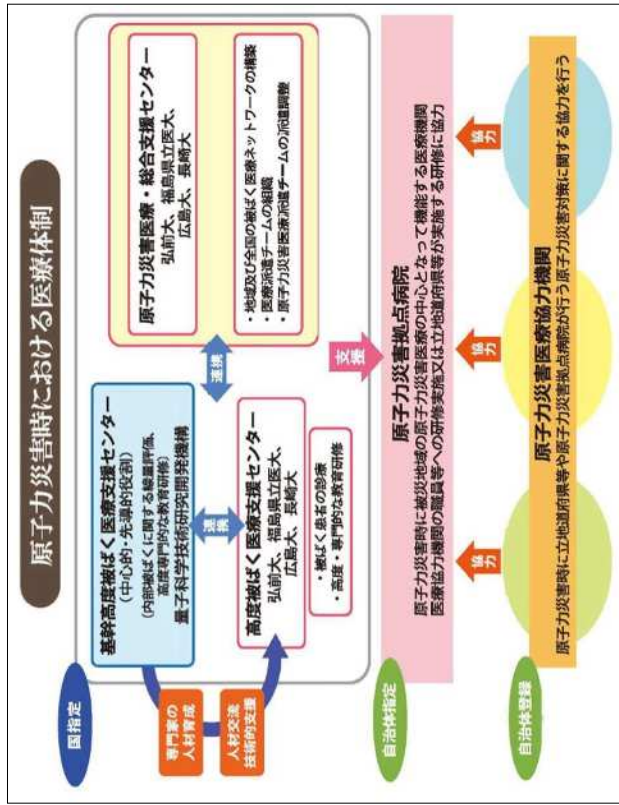 原子力災害時における医療体制
国指定
基幹高度被ばく医療支援センター
(中心的・先導的役割)
(内部被ばくに関する線量評価、
高度専門的な教育研修)
量子科学技術研究開発機構
連携
原子力災害医療・総合支援センター
弘前大、福島県立医大、
広島大、長崎大
・地域及び全国の被ばく医療ネットワークの構築
・医療派遣チームの組織
・原子力災害医療派遣チームの派遣調整
連携
専門家の
人材育成
人材交流
技術的支援
高度被ばく医療支援センター
弘前大、福島県立医大、
広島大、長崎大
・被ばく患者の診療
・高度・専門的な教育研修
支援
自治体指定
原子力災害拠点病院
原子力災害時に被災地域の原子力災害医療の中心となって機能する医療機関
医療協力機関の職員等への研修実施又は立地道府県等が実施する研修に協力
協力
協力
協力
自治体登録
原子力災害医療協力機関
原子力災害時に立地道府県等や原子力災害拠点病院が行う原子力災害対策に関する協力を行う